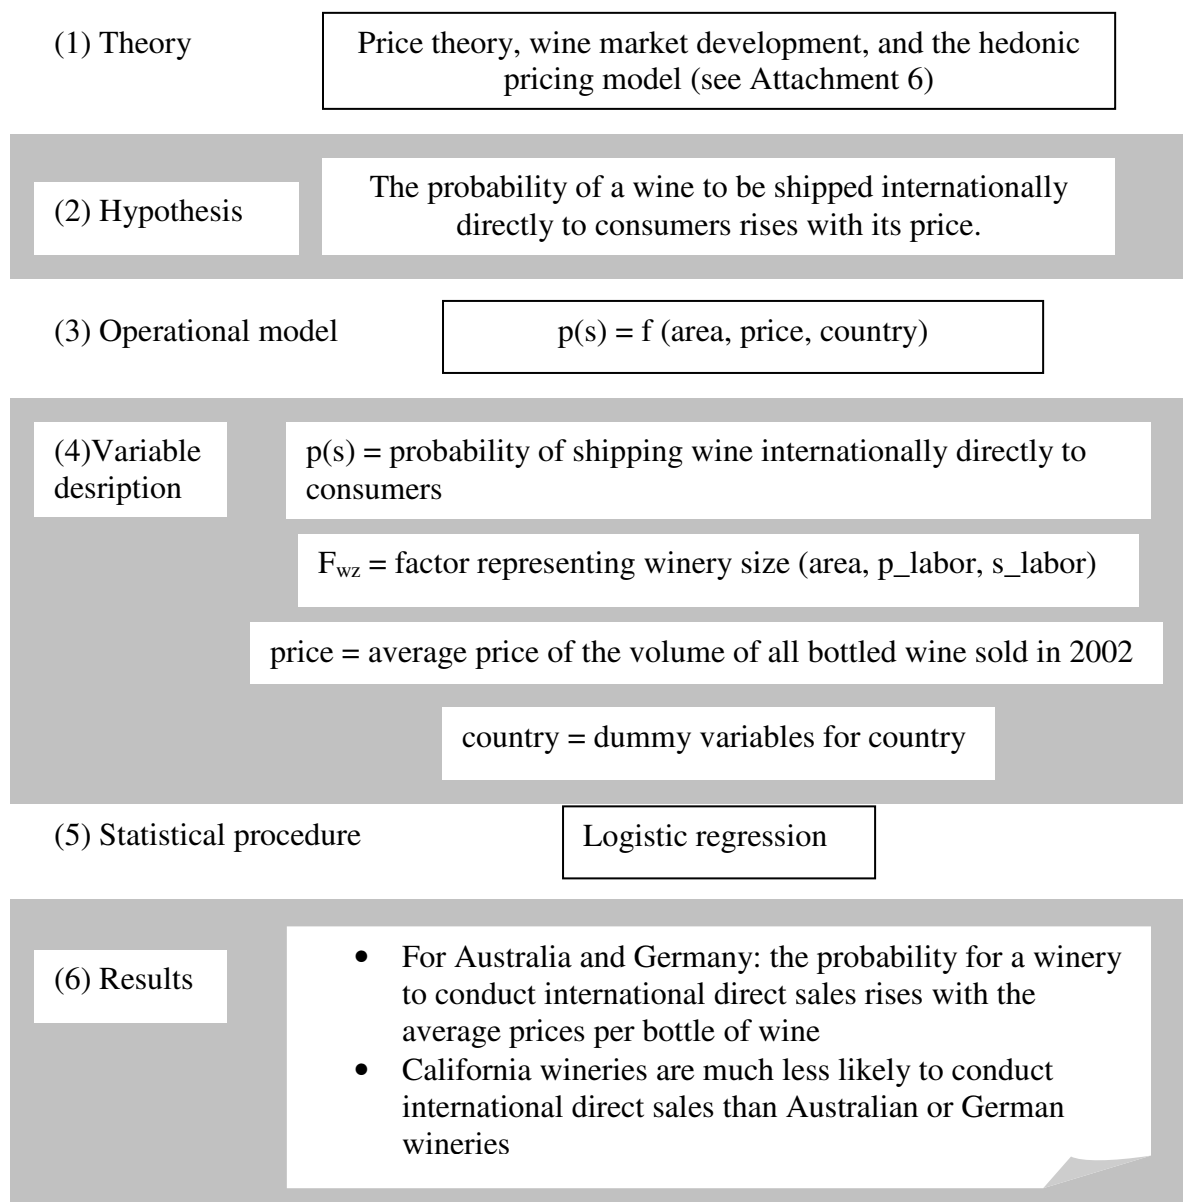 (1) Theory
Price theory, wine market development, and the hedonic
pricing model (see Attachment 6)
(2) Hypothesis
The probability of a wine to be shipped internationally
directly to consumers rises with its price.
(3) Operational model
p(s) = f (area, price, country)
(4)Variable
desription
p(s) = probability of shipping wine internationally directly to
consumers
Fwz = factor representing winery size (area, p_labor, s_labor)
price = average price of the volume of all bottled wine sold in 2002
country = dummy variables for country
(5) Statistical procedure
Logistic regression
(6) Results
• For Australia and Germany: the probability for a winery
to conduct international direct sales rises with the
average prices per bottle of wine
• California wineries are much less likely to conduct
international direct sales than Australian or German
wineries